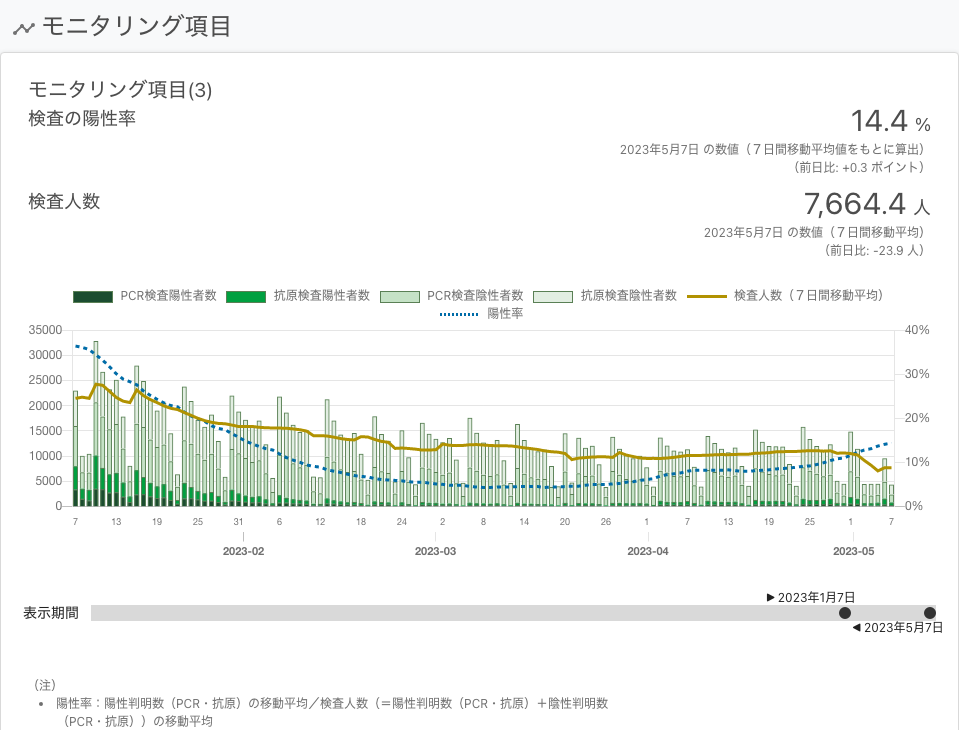 モニタリング項目
モニタリング項目(3)
検査の陽性率
14.4 %
2023年5月7日 の数値（７日間移動平均値をもとに算出）
（前日比: +0.3 ポイント）
検査人数
7,664.4 人
2023年5月7日 の数値（７日間移動平均）
（前日比: -23.9 人）
PCR検査陽性者数 抗原検査陽性者数 PCR検査陰性者数 抗原検査陰性者数 検査人数（７日間移動平均）
陽性率
35000 40%
30000
25000 30%
20000
15000 20%
10000 10%
5000
0 0%
7 13 19 25 31 6 12 18 24 2 8 14 20 26 1 7 13 19 25 1 7
2023-02 2023-03 2023-04 2023-05
▶ 2023年1月7日
表示期間
◀ 2023年5月7日
（注）
• 陽性率：陽性判明数（PCR・抗原）の移動平均／検査人数（＝陽性判明数（PCR・抗原）＋陰性判明数
（PCR・抗原））の移動平均